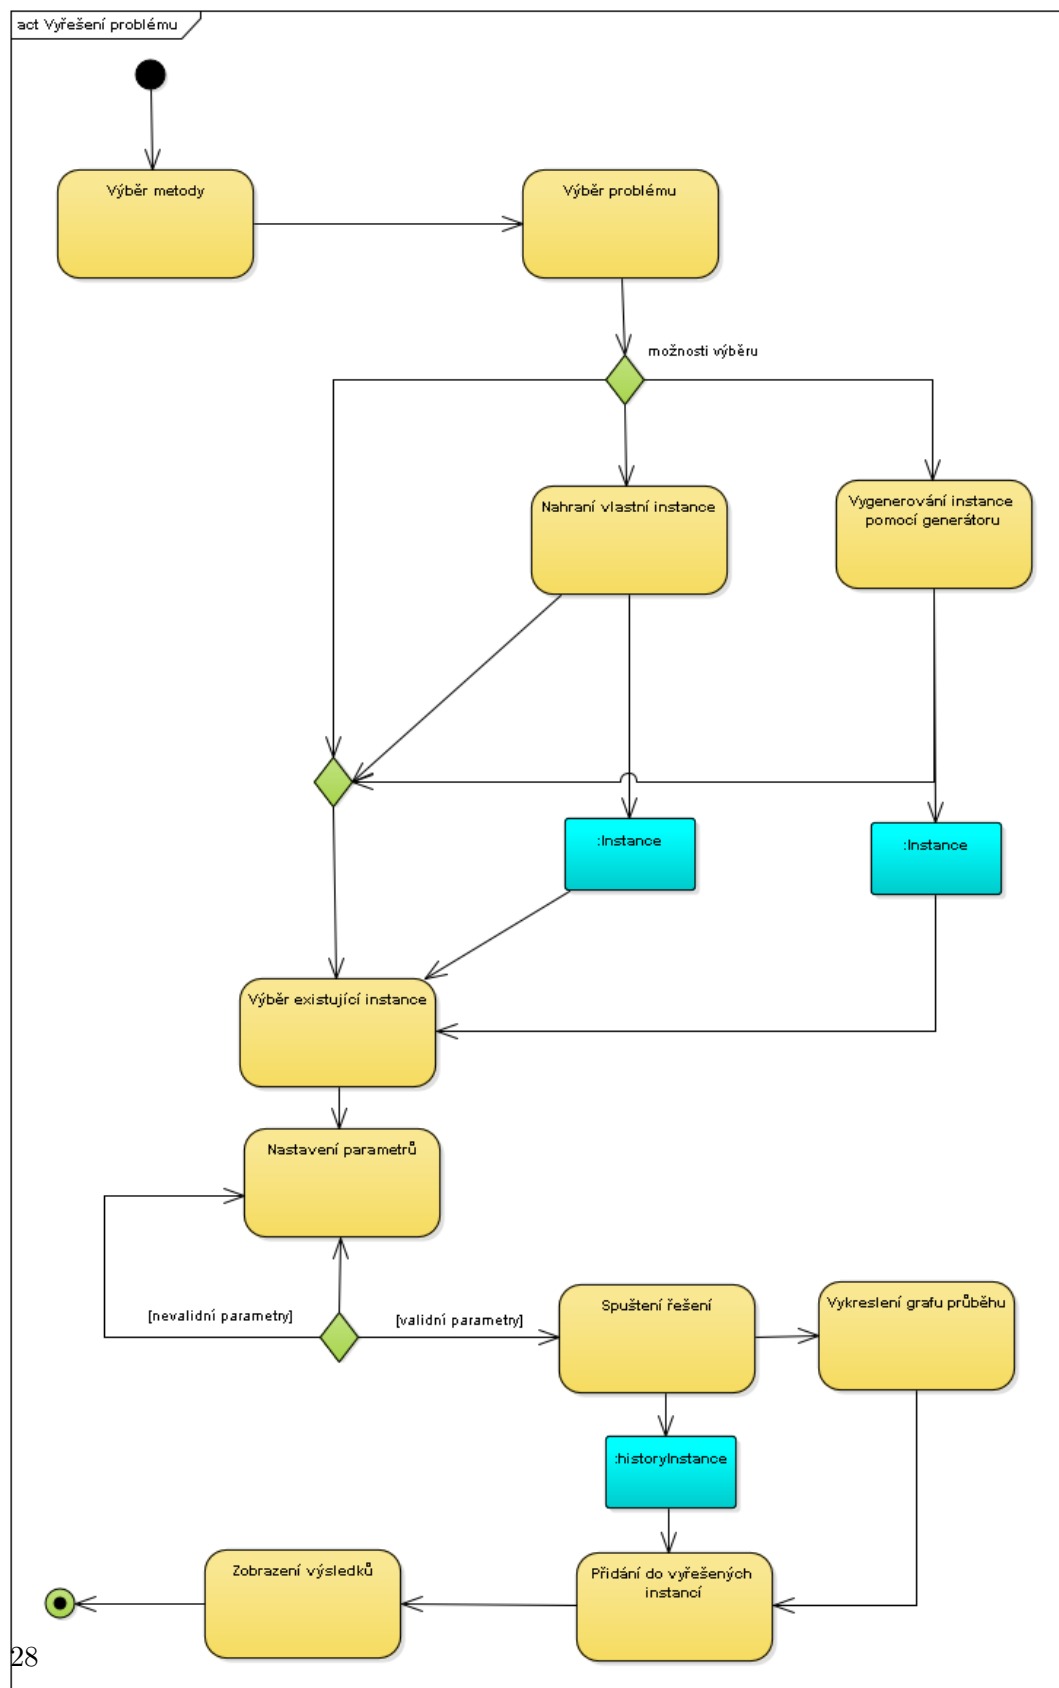 act Vyřešení problému
Výběr metody
Výběr problému
možnosti výběru
Nahraní vlastní instance
Vygenerování instance
pomocí generátoru
:Instance
:Instance
Výběr existující instance
Nastavení parametrů
[nevalidní parametry]
[validní parametry]
Spuštení řešení
Vykreslení grafu průběhu
:historyInstance
Zobrazení výsledků
Přidání do vyřešených
instancí
28